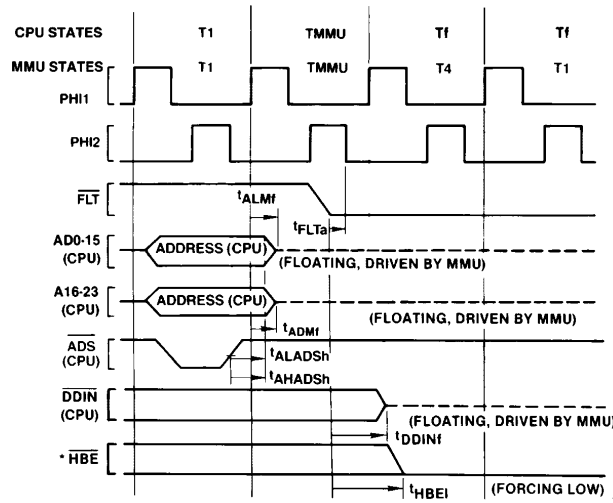 CPU STATES T1 TMMU Tf Tf
MMU STATES T1 TMMU T4 T1
PHI1
PHI2
FLT
tALMf
tFLTa
AD0-15
(CPU)
ADDRESS (CPU)
(FLOATING, DRIVEN BY MMU)
A16-23
(CPU)
ADDRESS (CPU)
(FLOATING, DRIVEN BY MMU)
tADMf
ADS
(CPU)
tALADSh
tAHADSh
DDIN
(CPU)
(FLOATING, DRIVEN BY MMU)
tDDINf
* HBE
tHBEI
(FORCING LOW)